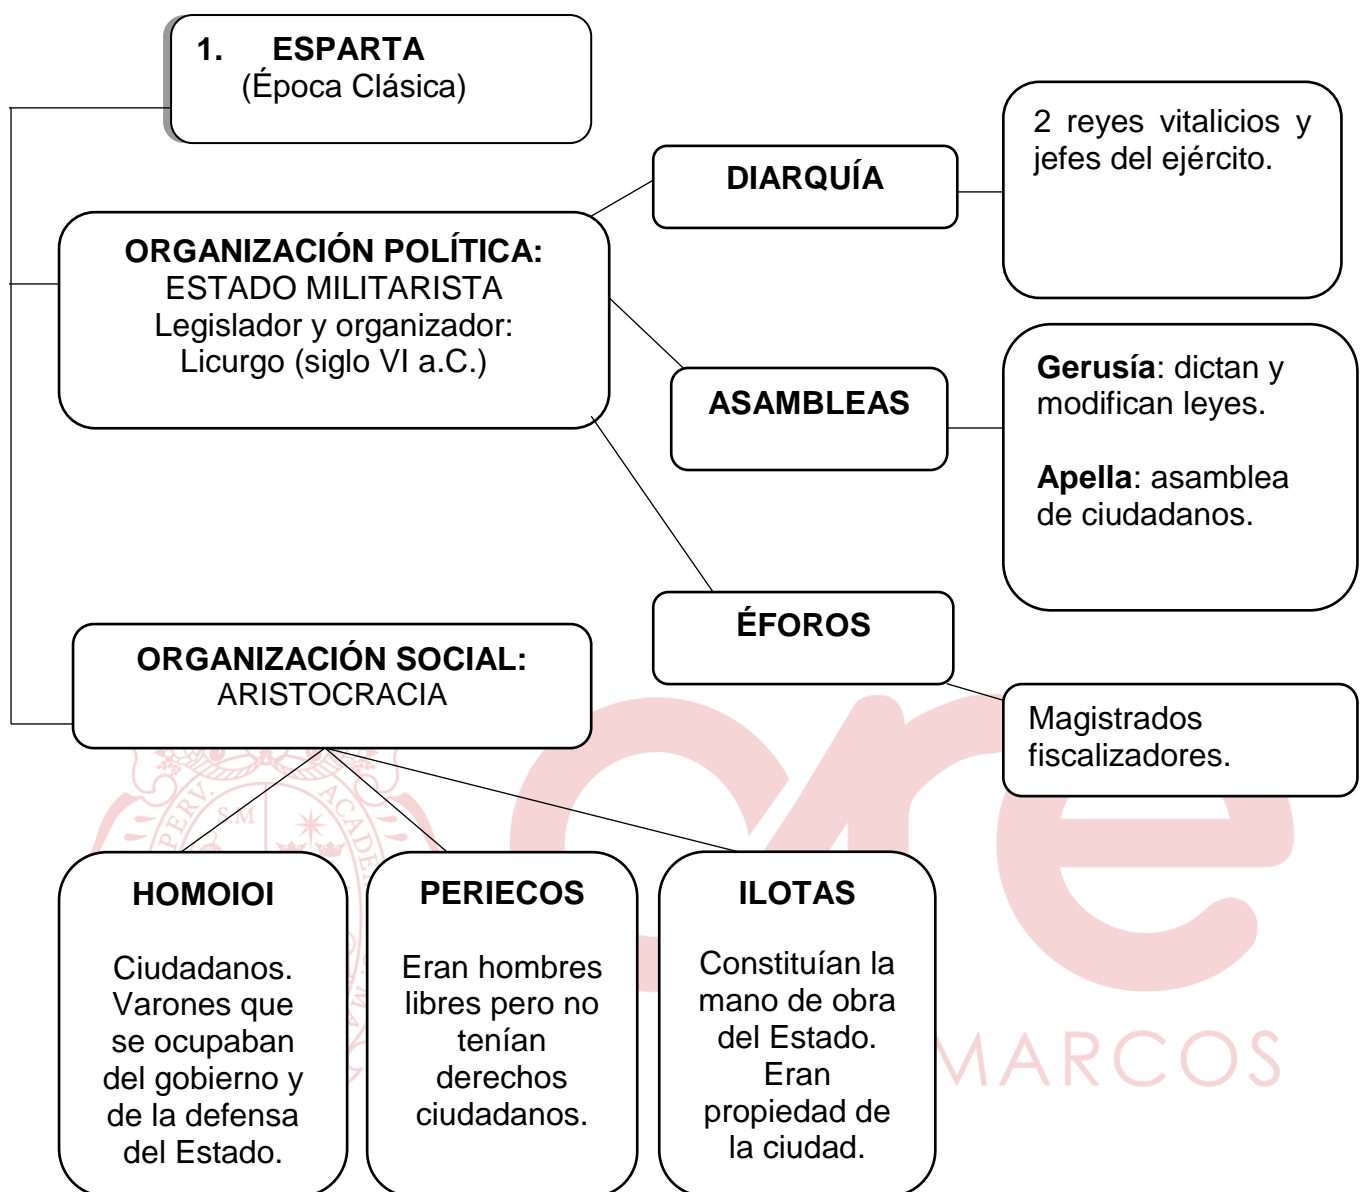 1. ESPARTA
(Época Clásica)
DIARQUÍA
2 reyes vitalicios y
jefes del ejército.
ORGANIZACIÓN POLÍTICA:
ESTADO MILITARISTA
Legislador y organizador:
Licurgo (siglo VI a.C.)
ASAMBLEAS
Gerusía: dictan y
modifican leyes.
Apella: asamblea
de ciudadanos.
ÉFOROS
Magistrados
fiscalizadores.
ORGANIZACIÓN SOCIAL:
ARISTOCRACIA
HOMOIOI
Ciudadanos.
Varones que
se ocupaban
del gobierno y
de la defensa
del Estado.
PERIECOS
Eran hombres
libres pero no
tenían
derechos
ciudadanos.
ILOTAS
Constituían la
mano de obra
del Estado.
Eran
propiedad de
la ciudad.
PERV. ACADE
S.M
cre
MARCOS